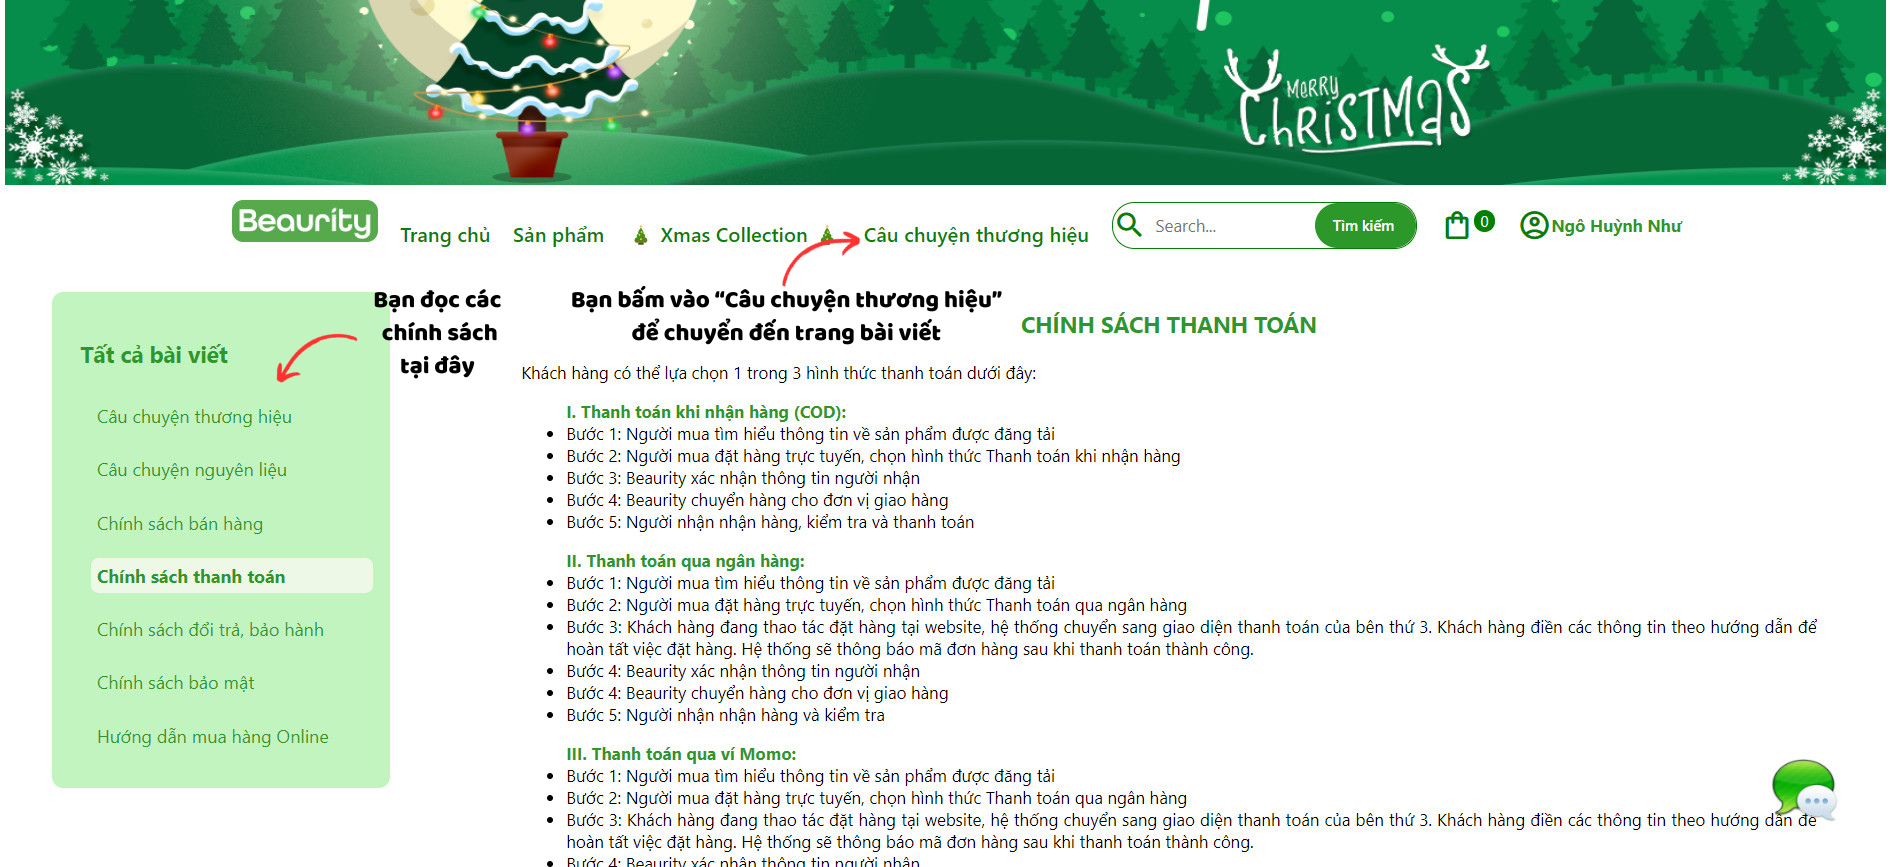 MERRY
CHRISTMAS
Beaurity
Trang chủ
Sản phẩm
Xmas Collection
Câu chuyện thương hiệu
Search...
Tìm kiếm
0
Ngô Huỳnh Như
Bạn đọc các
chính sách
tại đây
Bạn bấm vào “Câu chuyện thương hiệu”
để chuyển đến trang bài viết
Tất cả bài viết
Câu chuyện thương hiệu
Câu chuyện nguyên liệu
Chính sách bán hàng
Chính sách thanh toán
Chính sách đổi trả, bảo hành
Chính sách bảo mật
Hướng dẫn mua hàng Online
CHÍNH SÁCH THANH TOÁN
Khách hàng có thể lựa chọn 1 trong 3 hình thức thanh toán dưới đây:
I. Thanh toán khi nhận hàng (COD):
• Bước 1: Người mua tìm hiểu thông tin về sản phẩm được đăng tải
• Bước 2: Người mua đặt hàng trực tuyến, chọn hình thức Thanh toán khi nhận hàng
• Bước 3: Beaurity xác nhận thông tin người nhận
• Bước 4: Beaurity chuyển hàng cho đơn vị giao hàng
• Bước 5: Người nhận nhận hàng, kiểm tra và thanh toán
II. Thanh toán qua ngân hàng:
• Bước 1: Người mua tìm hiểu thông tin về sản phẩm được đăng tải
• Bước 2: Người mua đặt hàng trực tuyến, chọn hình thức Thanh toán qua ngân hàng
• Bước 3: Khách hàng đang thao tác đặt hàng tại website, hệ thống chuyển sang giao diện thanh toán của bên thứ 3. Khách hàng điền các thông tin theo hướng dẫn để
hoàn tất việc đặt hàng. Hệ thống sẽ thông báo mã đơn hàng sau khi thanh toán thành công.
• Bước 4: Beaurity xác nhận thông tin người nhận
• Bước 4: Beaurity chuyển hàng cho đơn vị giao hàng
• Bước 5: Người nhận nhận hàng và kiểm tra
III. Thanh toán qua ví Momo:
• Bước 1: Người mua tìm hiểu thông tin về sản phẩm được đăng tải
• Bước 2: Người mua đặt hàng trực tuyến, chọn hình thức Thanh toán qua ngân hàng
• Bước 3: Khách hàng đang thao tác đặt hàng tại website, hệ thống chuyển sang giao diện thanh toán của bên thứ 3. Khách hàng điền các thông tin theo hướng dẫn để
hoàn tất việc đặt hàng. Hệ thống sẽ thông báo mã đơn hàng sau khi thanh toán thành công.
• Bước 4: Beaurity xác nhận thông tin người nhận